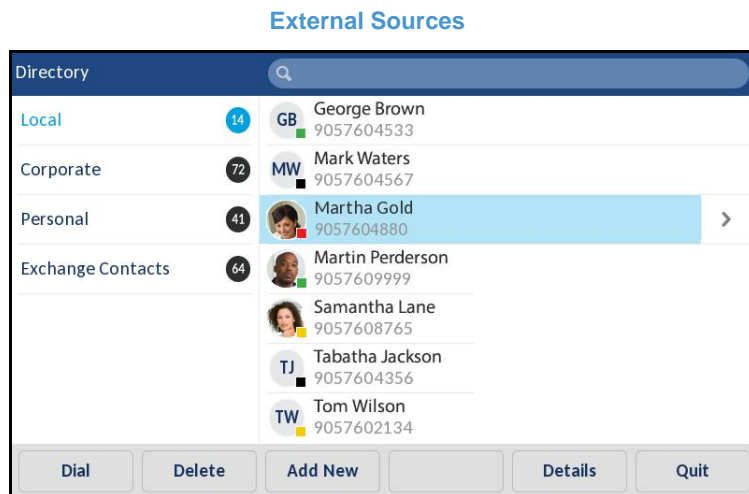 External Sources
Directory
Local 14
Corporate 72
Personal 41
Exchange Contacts 64
GB George Brown
9057604533
MW Mark Waters
9057604567
Martha Gold
9057604880
Martin Perderson
9057609999
Samantha Lane
9057608765
TJ Tabatha Jackson
9057604356
TW Tom Wilson
9057602134
Dial Delete Add New Details Quit